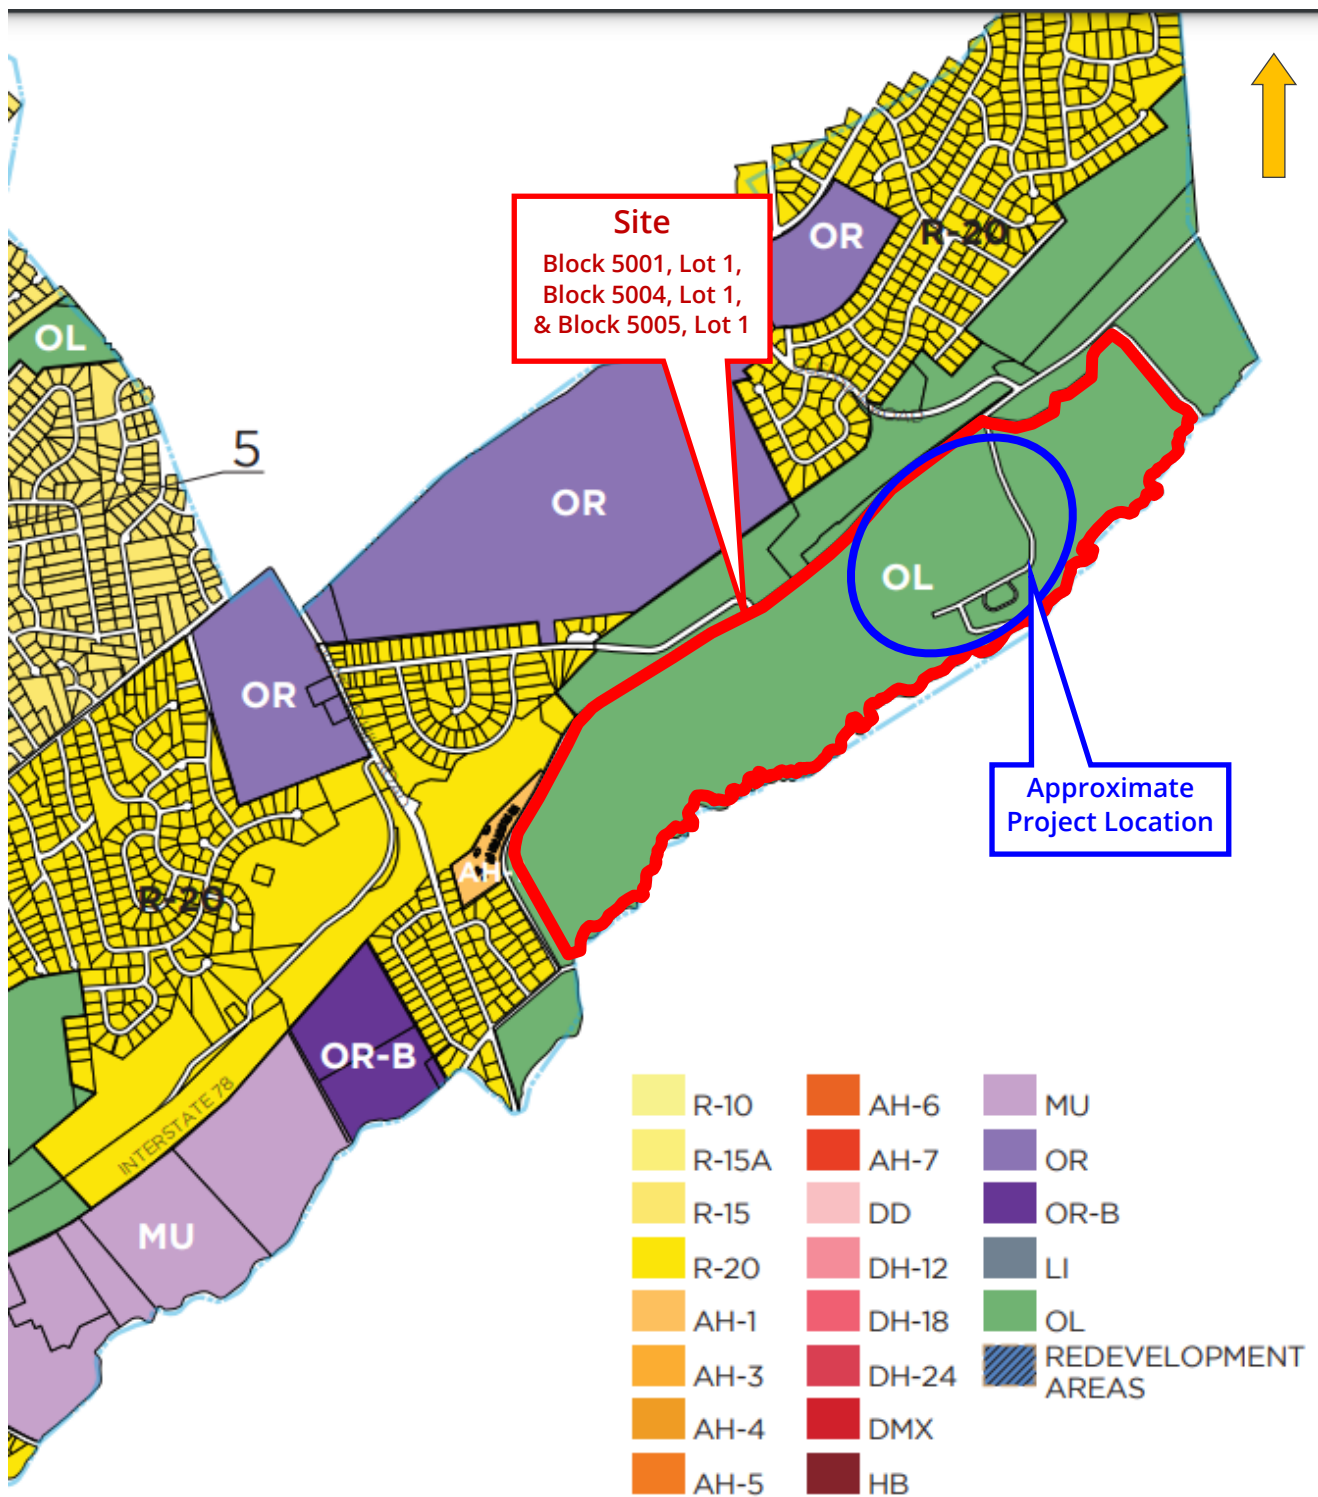 Site
Block 5001, Lot 1,
Block 5004, Lot 1,
& Block 5005, Lot 1
OR
R-20
OL
5
OR
OL
OR
Approximate
Project Location
AH-
R-20
OR-B
INTERSTATE 78
MU
R-10
R-15A
R-15
R-20
AH-1
AH-3
AH-4
AH-5
AH-6
AH-7
DD
DH-12
DH-18
DH-24
DMX
HB
MU
OR
OR-B
LI
OL
REDEVELOPMENT
AREAS